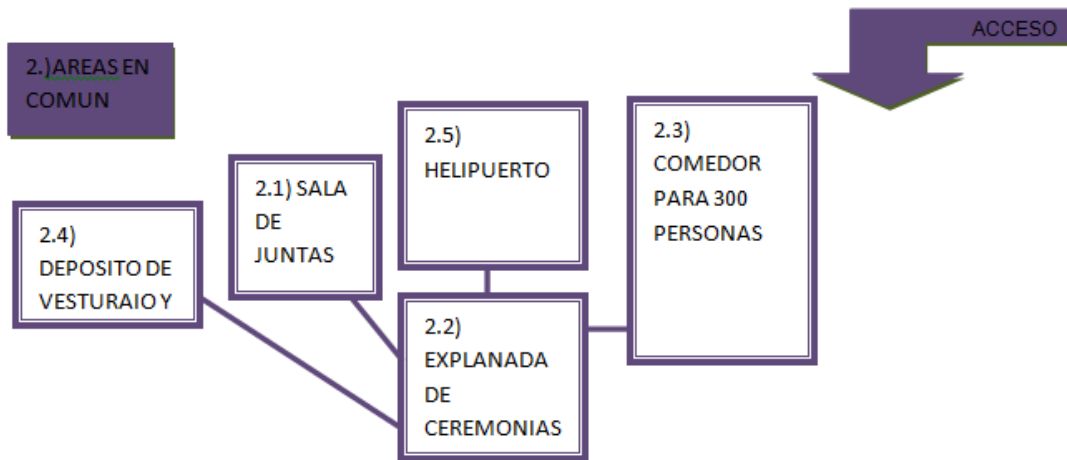 ACCESO
2.)AREAS EN
COMUN
2.5)
HELIPUERTO
2.3)
COMEDOR
PARA 300
PERSONAS
2.1) SALA
DE
JUNTAS
2.4)
DEPOSITO DE
VESTURAIO Y
2.2)
EXPLANADA
DE
CEREMONIAS